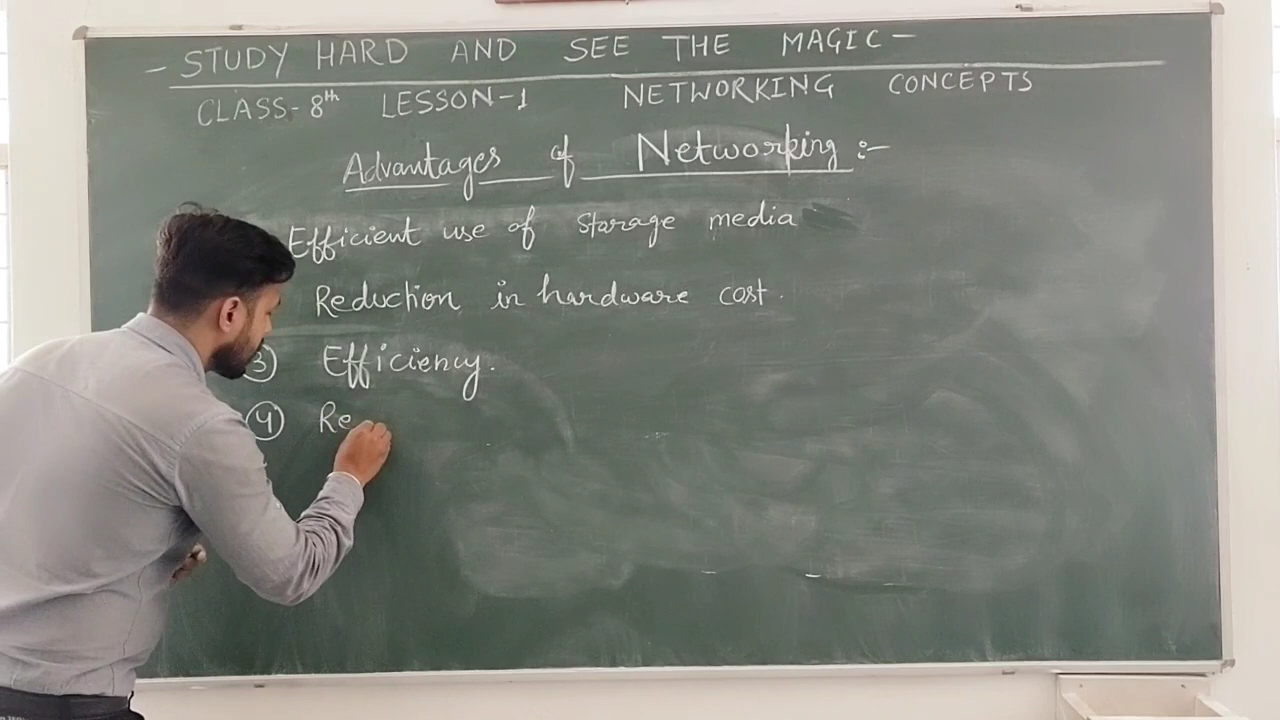 - STUDY HARD AND SEE THE MAGIC -
CLASS-8th LESSON-1 NETWORKING CONCEPTS
Advantages of Networking :-
Efficient use of storage media
Reduction in hardware cost.
3 Efficiency.
4 Re